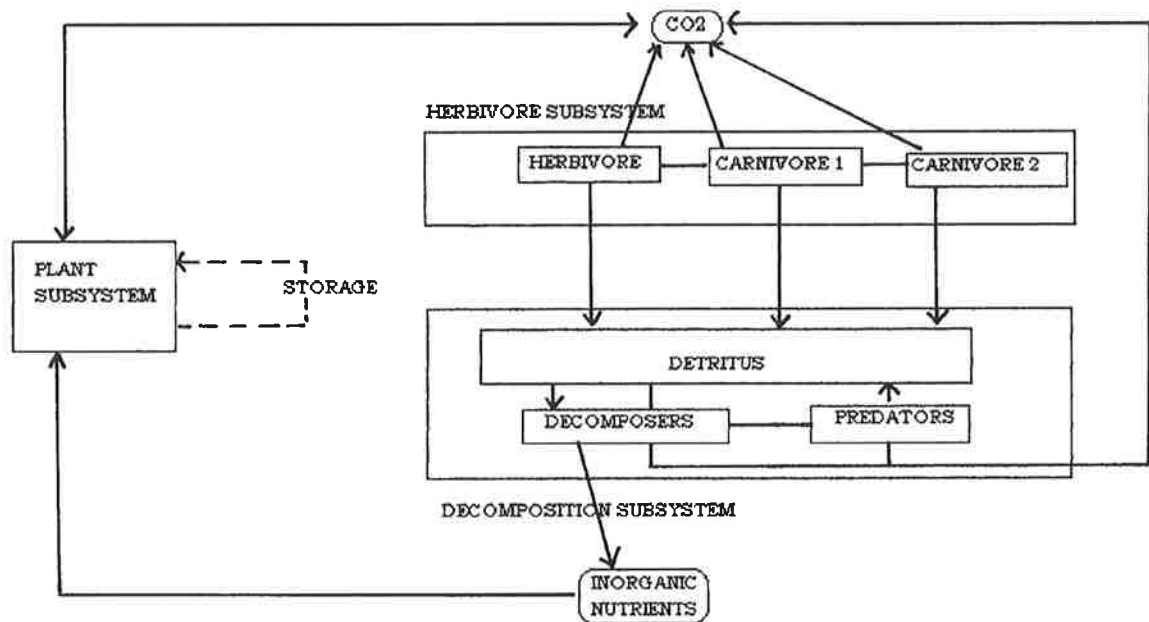 CO2
HERBIVORE SUBSYSTEM
HERBIVORE
CARNIVORE 1
CARNIVORE 2
PLANT
SUBSYSTEM
STORAGE
DETRITUS
DECOMPOSERS
PREDATORS
DECOMPOSITION SUBSYSTEM
INORGANIC
NUTRIENTS